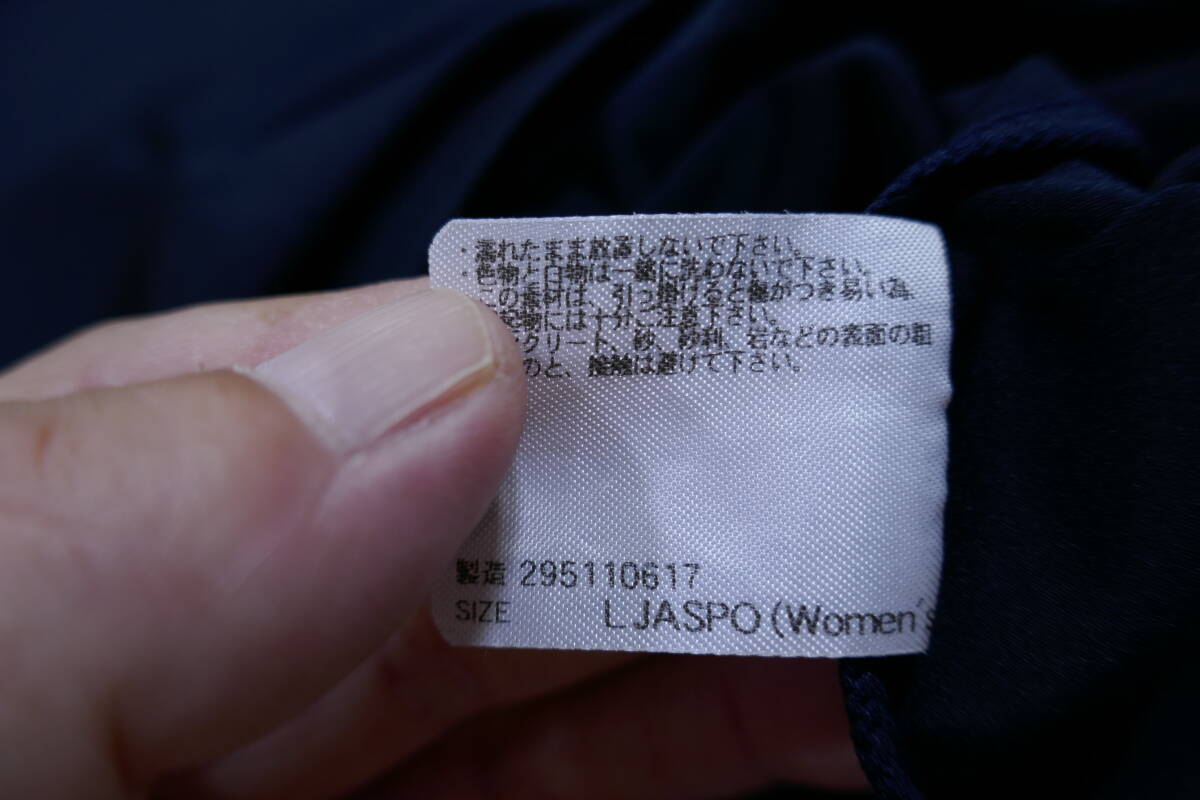 ・濡れたまま放置しないで下さい。
・色物と白物は一緒に洗わないで下さい。
この素材は、引っ掛けると傷がつき易い為、
起物には十分ご注意下さい。
クリート、砂、砂利、岩などの表面の粗
のと、接触は避けて下さい。
製造 295110617
SIZE L JASPO (Women's